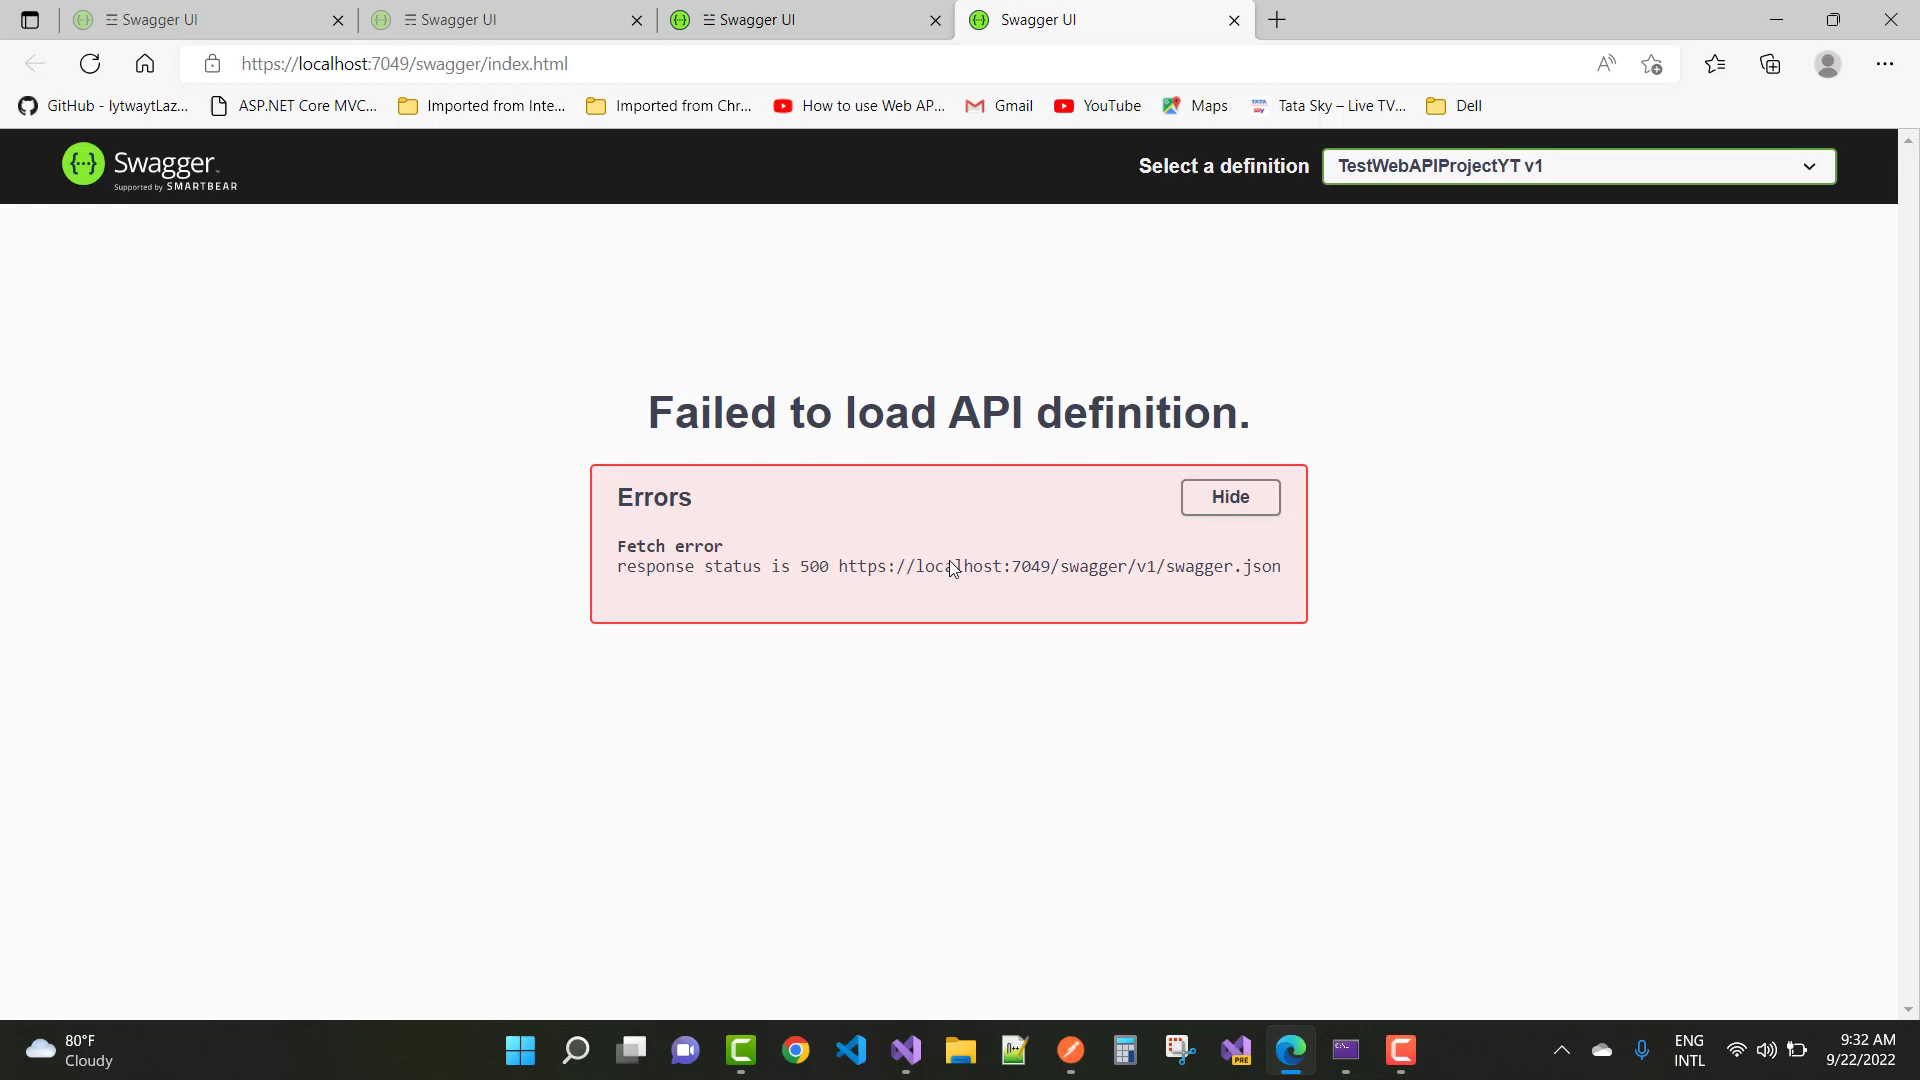 Swagger UI
Swagger UI
Swagger UI
Swagger UI
https://localhost:7049/swagger/index.html
GitHub - lytwaytLaz...
ASP.NET Core MVC...
Imported from Inte...
Imported from Chr...
How to use Web AP...
Gmail
YouTube
Maps
TATA sky
Tata Sky – Live TV...
Dell
Swagger
Supported by SMARTBEAR
Select a definition
TestWebAPIProjectYT v1
Failed to load API definition.
Errors
Hide
Fetch error
response status is 500 https://localhost:7049/swagger/v1/swagger.json
80°F
Cloudy
PRE
ENG
INTL
9:32 AM
9/22/2022